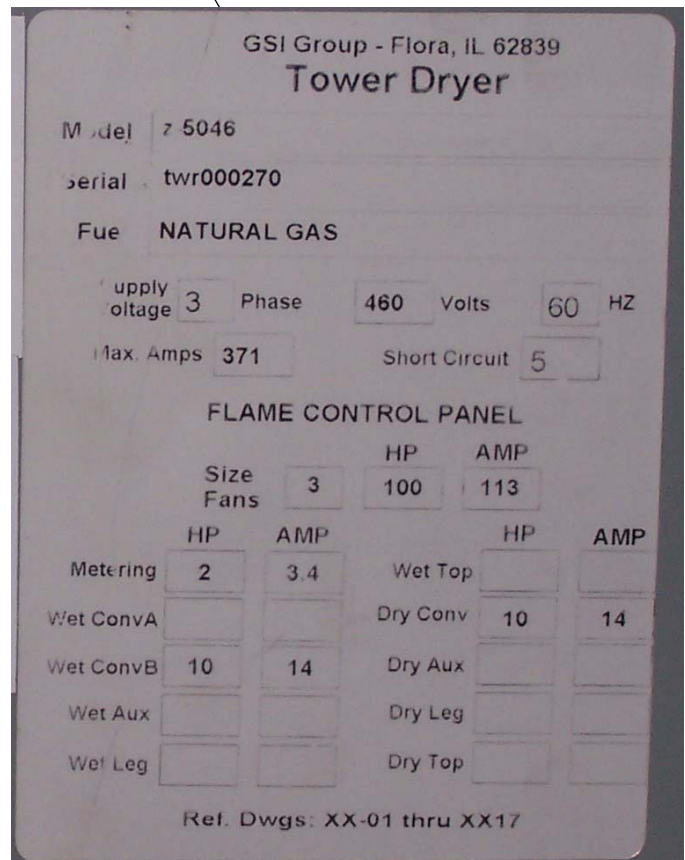 GSI Group - Flora, IL 62839
Tower Dryer
Model z 5046
Serial twr000270
Fue NATURAL GAS
upply oltage 3 Phase 460 Volts 60 HZ
Max. Amps 371 Short Circuit 5
FLAME CONTROL PANEL
HP AMP
Size Fans 3 100 113
HP AMP HP AMP
Metering 2 3.4 Wet Top
Wet ConvA Dry Conv 10 14
Wet ConvB 10 14 Dry Aux
Wet Aux Dry Leg
Wet Leg Dry Top
Ref. Dwgs: XX-01 thru XX17